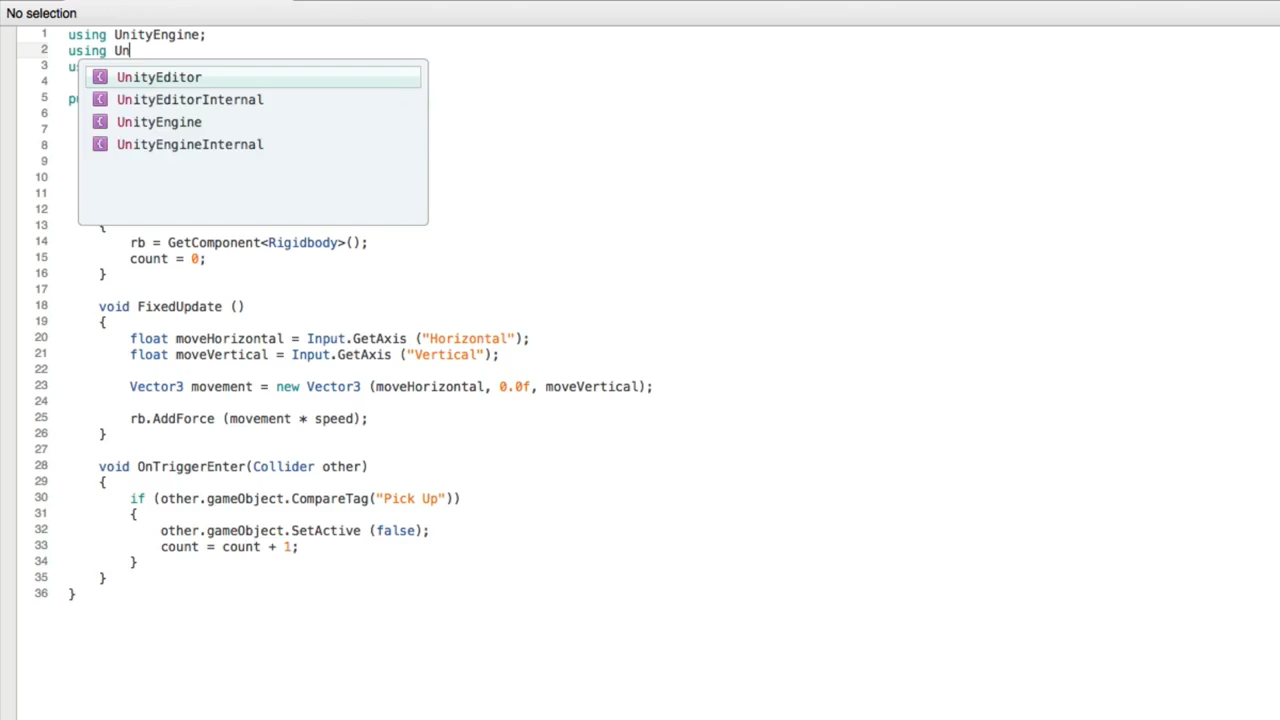 No selection
1 using UnityEngine;
2 using Un
3 u
UnityEditor
4
UnityEditorInternal
5 pu
6
UnityEngine
7
8
UnityEngineInternal
9
10
11
12
13 {
14 rb = GetComponent<Rigidbody>();
15 count = 0;
16 }
17
18 void FixedUpdate ()
19 {
20 float moveHorizontal = Input.GetAxis ("Horizontal");
21 float moveVertical = Input.GetAxis ("Vertical");
22
23 Vector3 movement = new Vector3 (moveHorizontal, 0.0f, moveVertical);
24
25 rb.AddForce (movement * speed);
26 }
27
28 void OnTriggerEnter(Collider other)
29 {
30 if (other.gameObject.CompareTag("Pick Up"))
31 {
32 other.gameObject.SetActive (false);
33 count = count + 1;
34 }
35 }
36 }